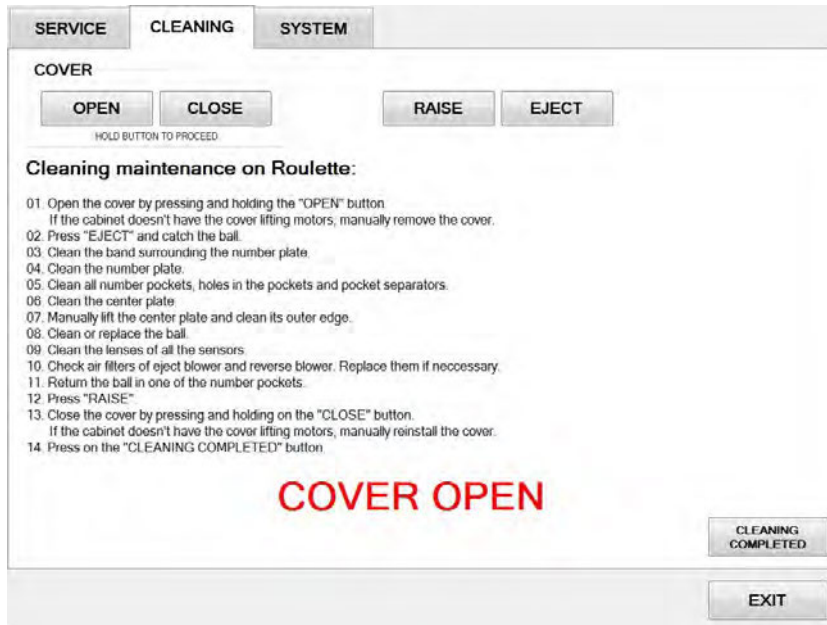 SERVICE CLEANING SYSTEM
COVER
OPEN CLOSE RAISE EJECT
HOLD BUTTON TO PROCEED
Cleaning maintenance on Roulette:
01. Open the cover by pressing and holding the "OPEN" button.
If the cabinet doesn't have the cover lifting motors, manually remove the cover.
02. Press "EJECT" and catch the ball.
03. Clean the band surrounding the number plate.
04. Clean the number plate.
05. Clean all number pockets, holes in the pockets and pocket separators.
06. Clean the center plate.
07. Manually lift the center plate and clean its outer edge.
08. Clean or replace the ball.
09. Clean the lenses of all the sensors.
10. Check air filters of eject blower and reverse blower. Replace them if neccessary.
11. Return the ball in one of the number pockets.
12. Press "RAISE".
13. Close the cover by pressing and holding on the "CLOSE" button.
If the cabinet doesn't have the cover lifting motors, manually reinstall the cover.
14. Press on the "CLEANING COMPLETED" button.
COVER OPEN
CLEANING
COMPLETED
EXIT